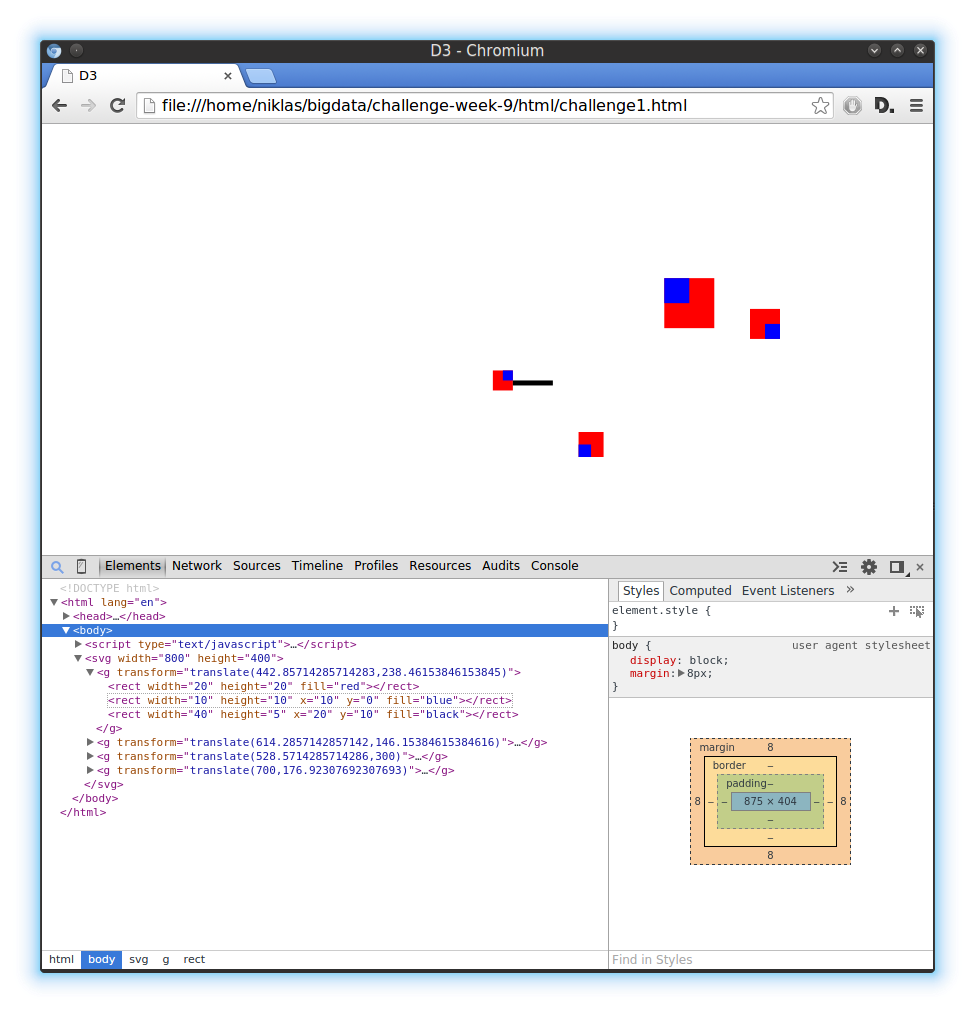 D3 - Chromium
D3
file:///home/niklas/bigdata/challenge-week-9/html/challenge1.html
D.
Elements Network Sources Timeline Profiles Resources Audits Console
<!DOCTYPE html>
<html lang="en">
<head>…</head>
<body>
<script type="text/javascript">…</script>
<svg width="800" height="400">
<g transform="translate(442.85714285714283,238.46153846153845)">
<rect width="20" height="20" fill="red"></rect>
<rect width="10" height="10" x="10" y="0" fill="blue"></rect>
<rect width="40" height="5" x="20" y="10" fill="black"></rect>
</g>
<g transform="translate(614.2857142857142,146.15384615384616)">…</g>
<g transform="translate(528.5714285714286,300)">…</g>
<g transform="translate(700,176.92307692307693)">…</g>
</svg>
</body>
</html>
Styles Computed Event Listeners »
element.style {
}
body { user agent stylesheet
display: block;
margin: 8px;
}
margin 8
border –
padding –
8 – – 875 × 404 – – 8
–
–
8
html body svg g rect
Find in Styles